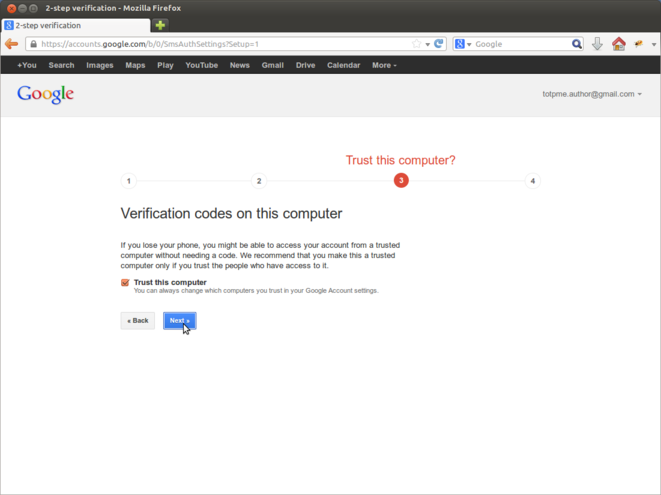 2-step verification - Mozilla Firefox
2-step verification
https://accounts.google.com/b/0/SmsAuthSettings?Setup=1
Google
+You Search Images Maps Play YouTube News Gmail Drive Calendar More
Google
totpme.author@gmail.com
Trust this computer?
1 2 3 4
Verification codes on this computer
If you lose your phone, you might be able to access your account from a trusted
computer without needing a code. We recommend that you make this a trusted
computer only if you trust the people who have access to it.
Trust this computer
You can always change which computers you trust in your Google Account settings.
« Back Next »